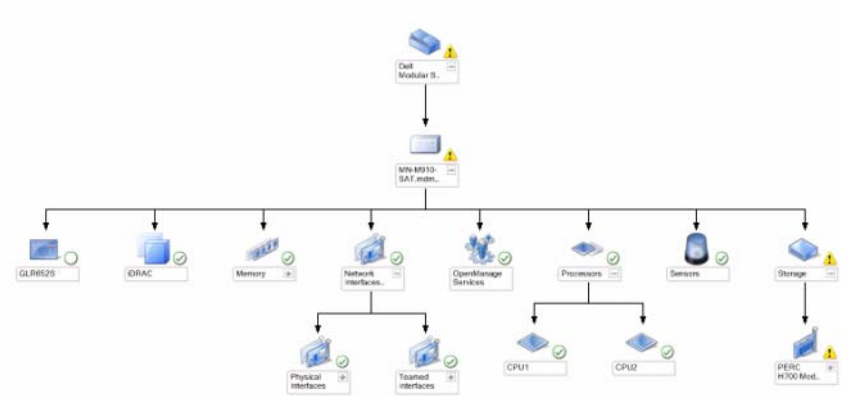 Dell
Modular S..
MN-M910-
SAT.mdm..
GLR652S
iDRAC
Memory
Network
Interfaces..
OpenManage
Services
Processors
Sensors
Storage
Physical
Interfaces
Teamed
Interfaces
CPU1
CPU2
PERC
H700 Mod..